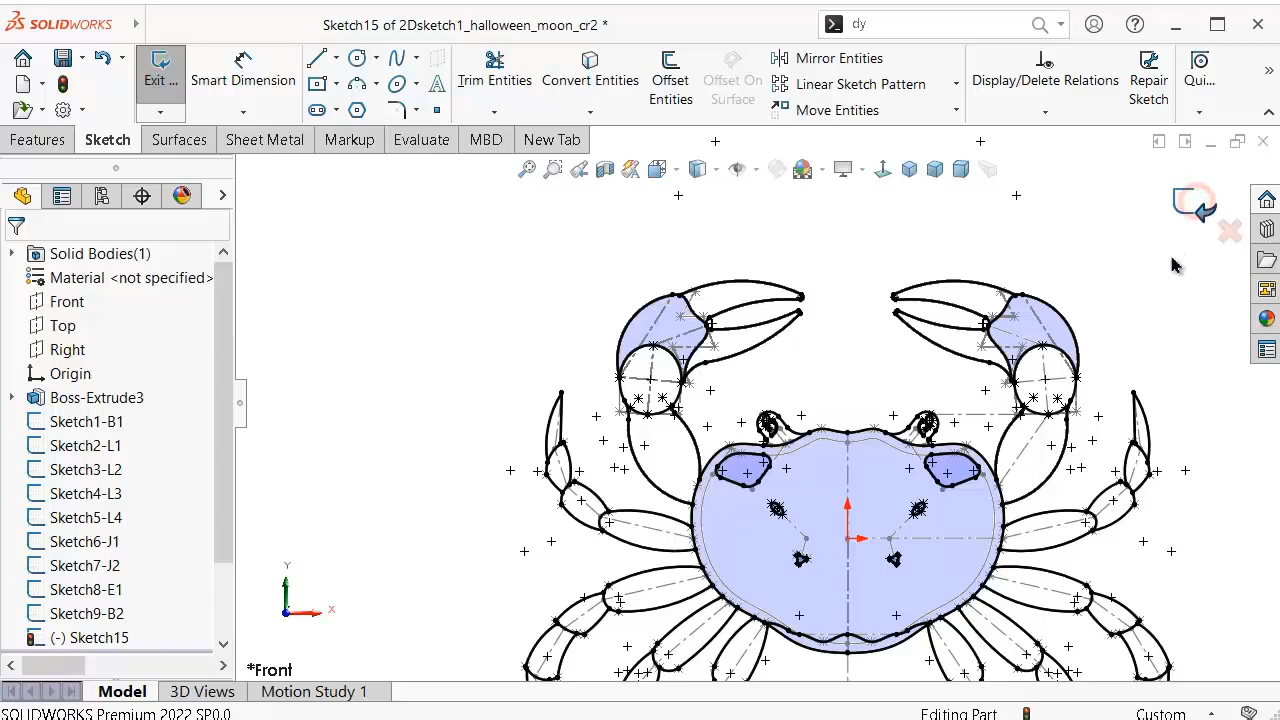 SOLIDWORKS
Sketch15 of 2Dsketch1_halloween_moon_cr2 *
dy
Exit ...
Smart Dimension
Trim Entities
Convert Entities
Offset Entities
Offset On Surface
Mirror Entities
Linear Sketch Pattern
Move Entities
Display/Delete Relations
Repair Sketch
Qui...
Features
Sketch
Surfaces
Sheet Metal
Markup
Evaluate
MBD
New Tab
Solid Bodies(1)
Material <not specified>
Front
Top
Right
Origin
Boss-Extrude3
Sketch1-B1
Sketch2-L1
Sketch3-L2
Sketch4-L3
Sketch5-L4
Sketch6-J1
Sketch7-J2
Sketch8-E1
Sketch9-B2
(-) Sketch15
Y
X
*Front
Model
3D Views
Motion Study 1
SOLIDWORKS Premium 2022 SP0.0
Editing Part
Custom